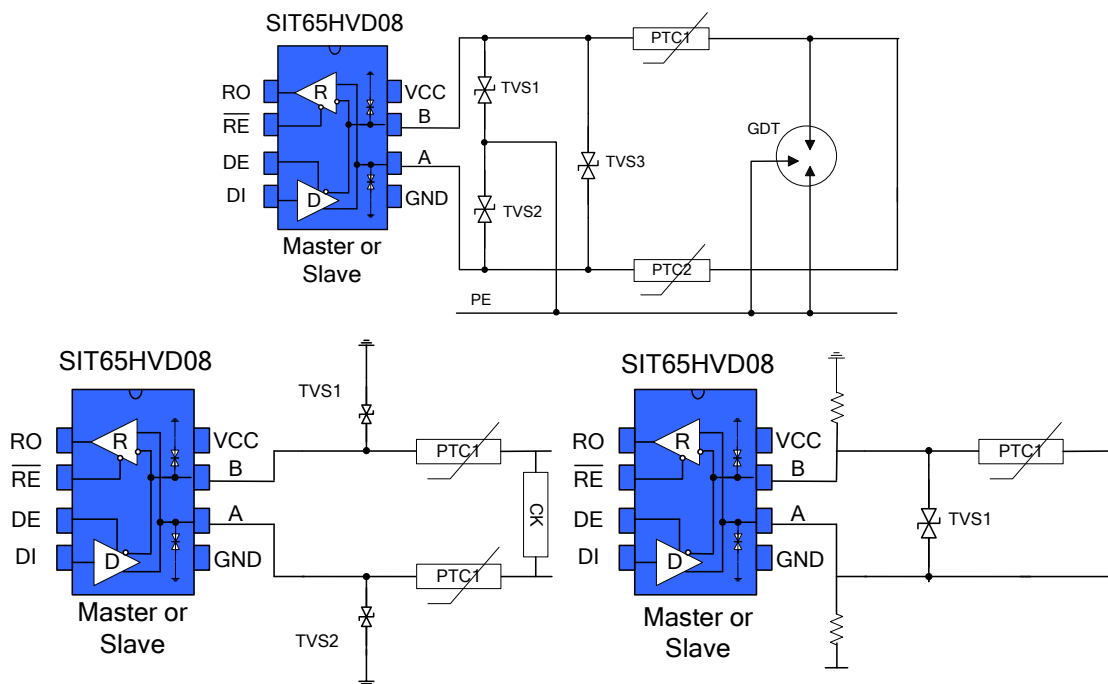 SIT65HVD08
RO
R
VCC
RE
B
DE
A
DI
D
GND
Master or
Slave
TVS1
TVS2
TVS3
PTC1
PTC2
GDT
PE
SIT65HVD08
RO
R
VCC
RE
B
DE
A
DI
D
GND
Master or
Slave
TVS1
PTC1
CK
PTC1
TVS2
SIT65HVD08
RO
R
VCC
RE
B
DE
A
DI
D
GND
Master or
Slave
PTC1
TVS1